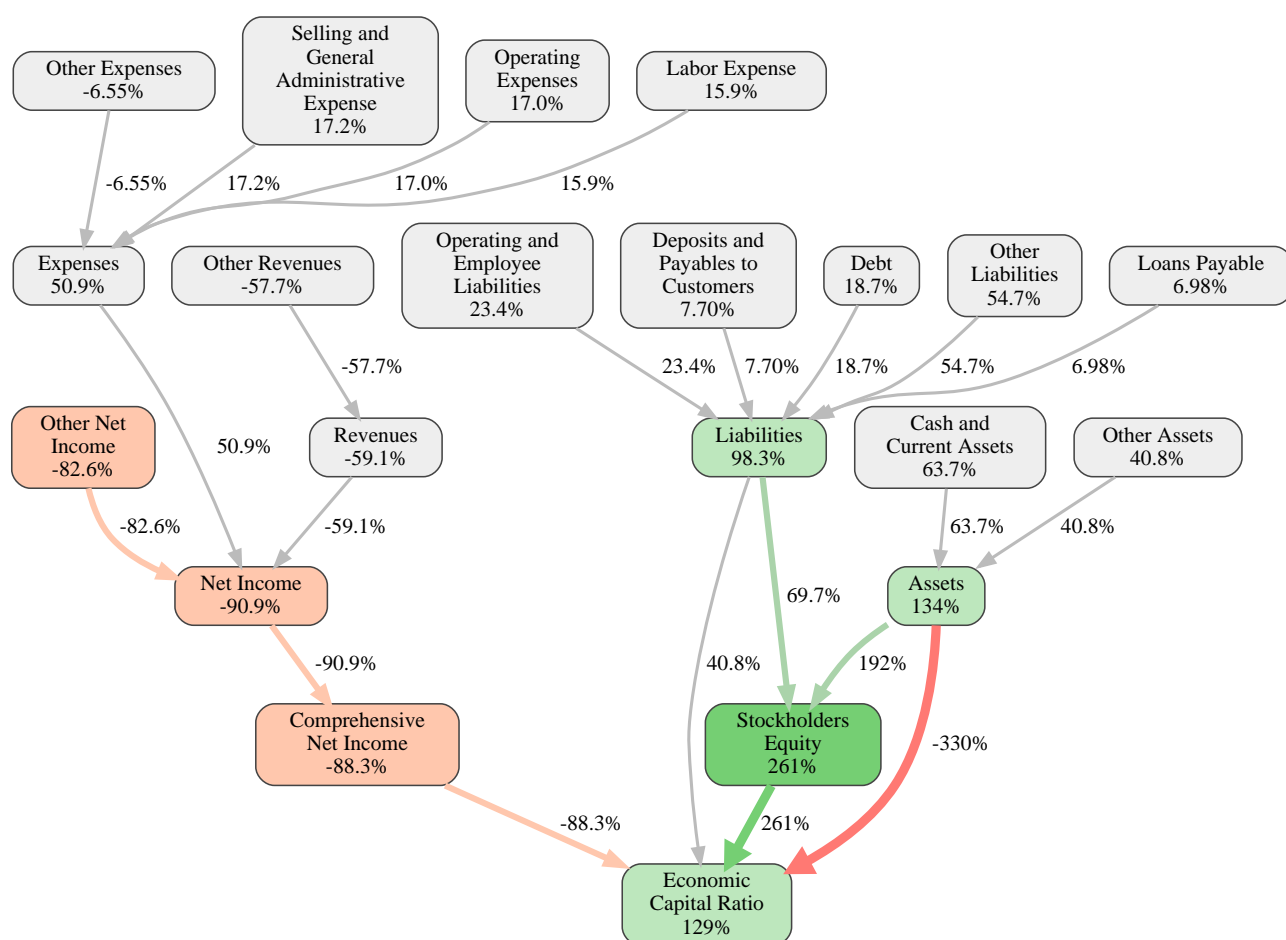 Other Expenses
-6.55%
Selling and
General
Administrative
Expense
17.2%
Operating
Expenses
17.0%
Labor Expense
15.9%
-6.55%
17.2%
17.0%
15.9%
Expenses
50.9%
Other Revenues
-57.7%
Operating and
Employee
Liabilities
23.4%
Deposits and
Payables to
Customers
7.70%
Debt
18.7%
Other
Liabilities
54.7%
Loans Payable
6.98%
-57.7%
23.4%
7.70%
18.7%
54.7%
6.98%
Other Net
Income
-82.6%
50.9%
Revenues
-59.1%
Liabilities
98.3%
Cash and
Current Assets
63.7%
Other Assets
40.8%
-82.6%
-59.1%
63.7%
40.8%
Net Income
-90.9%
69.7%
Assets
134%
-90.9%
40.8%
192%
Comprehensive
Net Income
-88.3%
Stockholders
Equity
261%
-330%
-88.3%
261%
Economic
Capital Ratio
129%